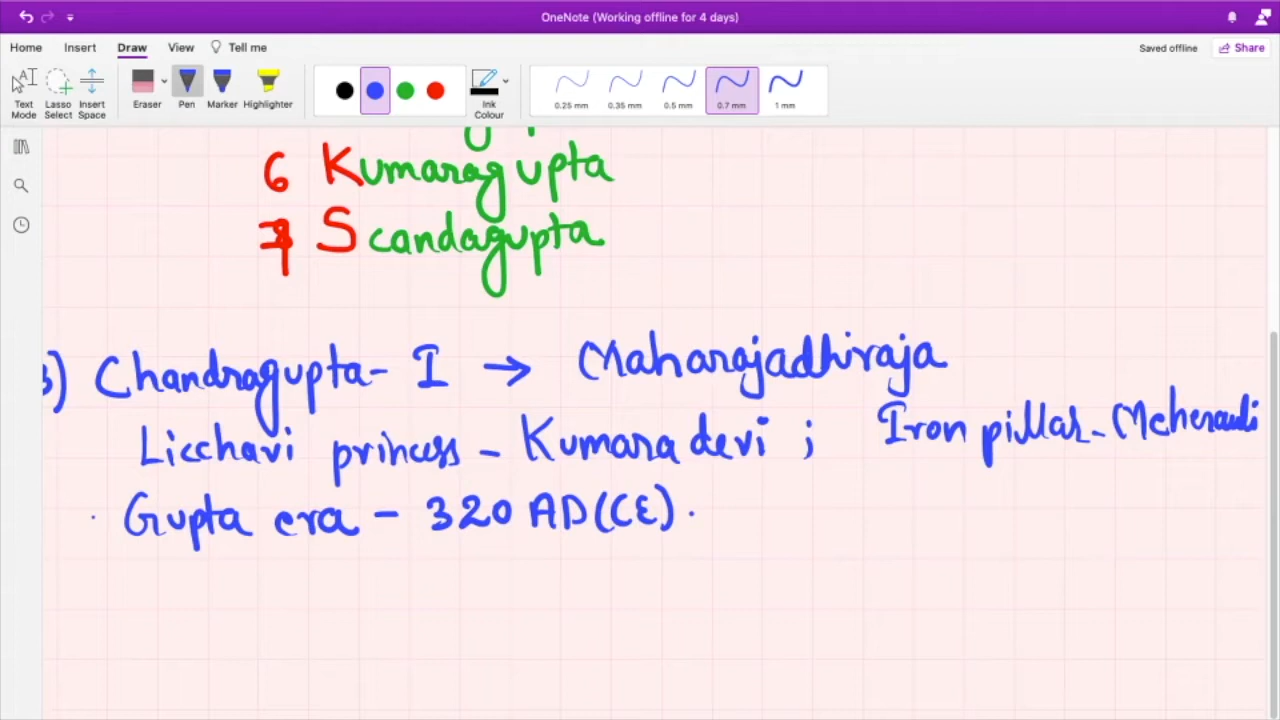 OneNote (Working offline for 4 days)
Home Insert Draw View Tell me Saved offline Share
Text Mode
Lasso Select
Insert Space
Eraser
Pen
Marker
Highlighter
Ink Colour
0.25 mm 0.35 mm 0.5 mm 0.7 mm 1 mm
6 Kumaragupta
7 Scandagupta
3) Chandragupta- I → Maharajadhiraja
Licchavi princess - Kumaradevi ; Iron pillar - Meherauli
Gupta era - 320 AD(CE).